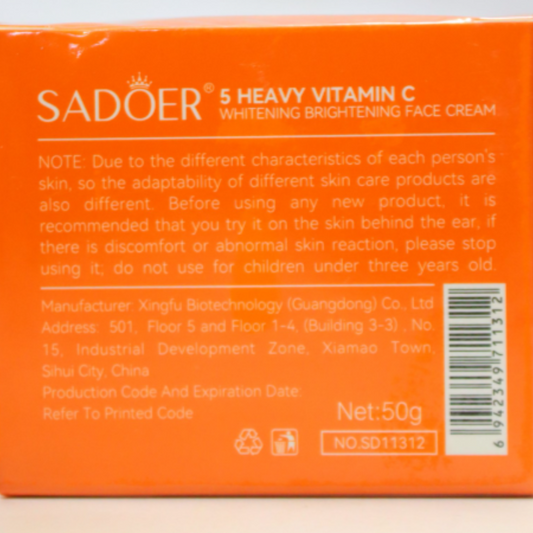 SADOER® 5 HEAVY VITAMIN C
WHITENING BRIGHTENING FACE CREAM
NOTE: Due to the different characteristics of each person's
skin, so the adaptability of different skin care products are
also different. Before using any new product, it is
recommended that you try it on the skin behind the ear, if
there is discomfort or abnormal skin reaction, please stop
using it; do not use for children under three years old.
Manufacturer: Xingfu Biotechnology (Guangdong) Co., Ltd
Address: 501, Floor 5 and Floor 1-4, (Building 3-3) , No.
15, Industrial Development Zone, Xiamao Town,
Sihui City, China
Production Code And Expiration Date:
Refer To Printed Code
Net:50g
NO.SD11312
6 942349 711312